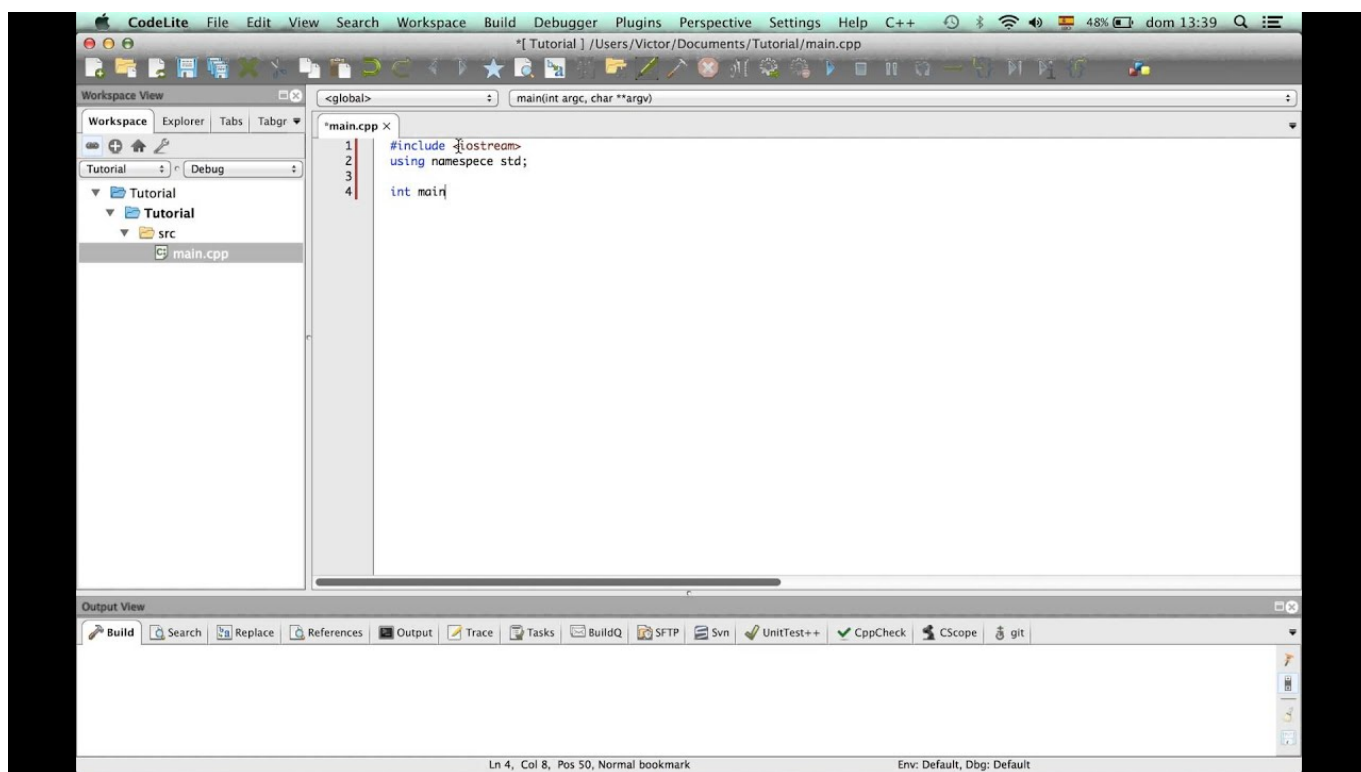 CodeLite File Edit View Search Workspace Build Debugger Plugins Perspective Settings Help C++ 48% dom 13:39
*[ Tutorial ] /Users/Victor/Documents/Tutorial/main.cpp
Workspace View
<global> main(int argc, char **argv)
Workspace Explorer Tabs Tabgr
*main.cpp
Tutorial Debug
1 #include <iostream>
2 using namespece std;
3
4 int main
Tutorial
Tutorial
src
main.cpp
Output View
Build Search Replace References Output Trace Tasks BuildQ SFTP Svn UnitTest++ CppCheck CScope git
Ln 4, Col 8, Pos 50, Normal bookmark Env: Default, Dbg: Default